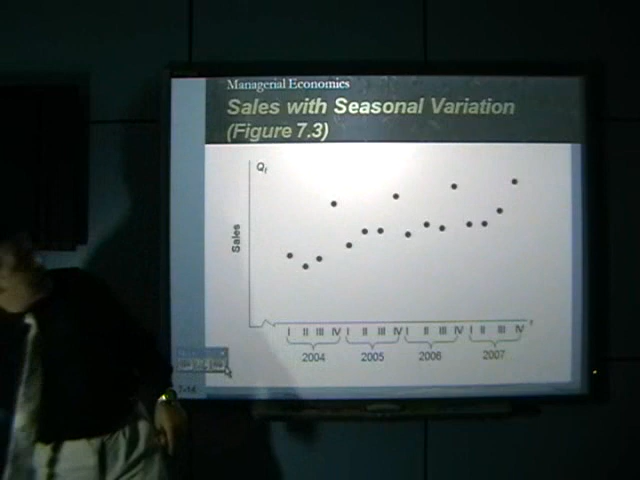 Managerial Economics
Sales with Seasonal Variation
(Figure 7.3)
Qt
Sales
I II III IV I II III IV I II III IV I II III IV t
2004 2005 2006 2007